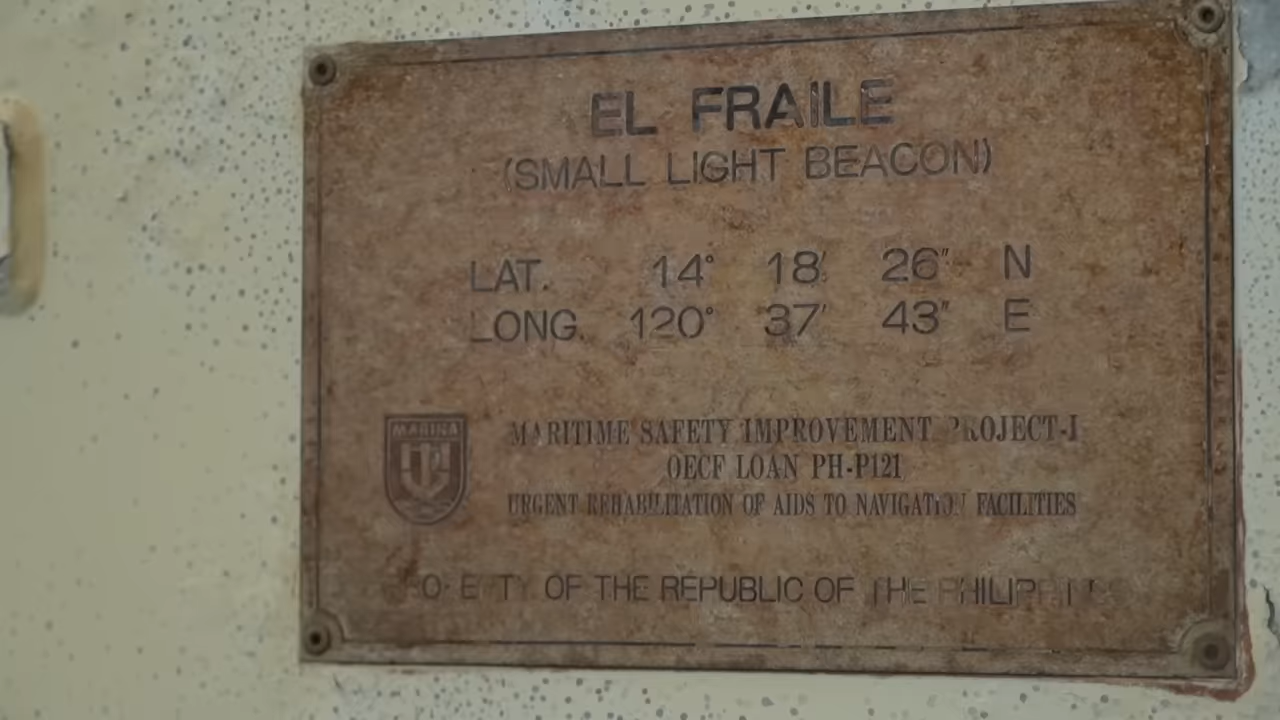 EL FRAILE
(SMALL LIGHT BEACON)
LAT. 14° 18' 26" N
LONG. 120° 37' 43" E
MARINA
MARITIME SAFETY IMPROVEMENT PROJECT-I
OECF LOAN PH-P121
URGENT REHABILITATION OF AIDS TO NAVIGATION FACILITIES
PROPERTY OF THE REPUBLIC OF THE PHILIPPINES